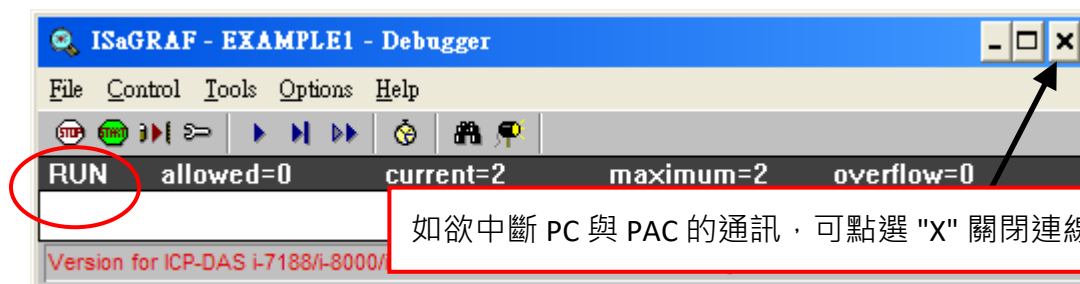 ISaGRAF - EXAMPLE1 - Debugger
File Control Tools Options Help
STOP START
RUN allowed=0 current=2 maximum=2 overflow=0
如欲中斷 PC 與 PAC 的通訊，可點選 "X" 關閉連線
Version for ICP-DAS i-7188/i-8000/